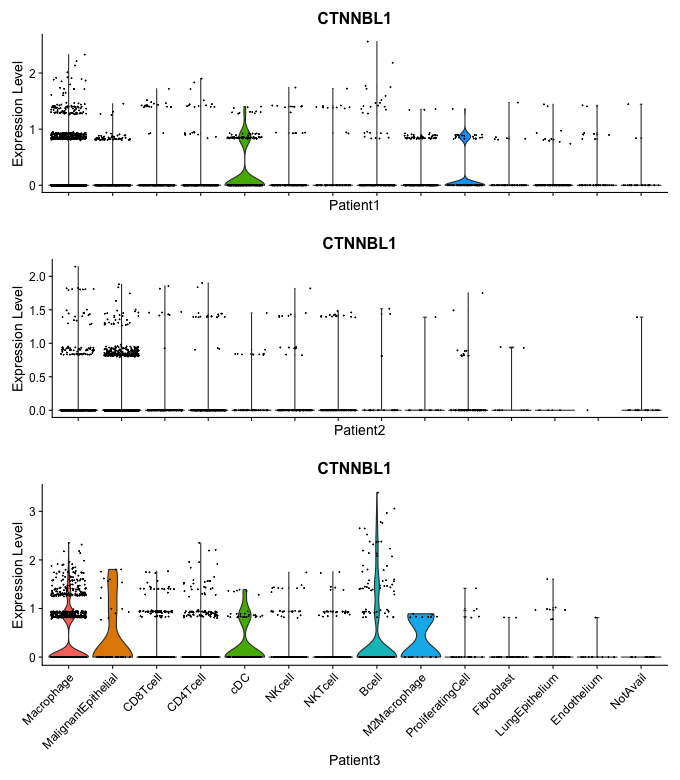 CTNNBL1
Expression Level
2
1
0
Patient1
CTNNBL1
Expression Level
2.0
1.5
1.0
0.5
0.0
Patient2
CTNNBL1
Expression Level
3
2
1
0
Macrophage
MalignantEpithelial
CD8Tcell
CD4Tcell
cDC
NKcell
NKTcell
Bcell
M2Macrophage
ProliferatingCell
Fibroblast
LungEpithelium
Endothelium
NotAvail
Patient3